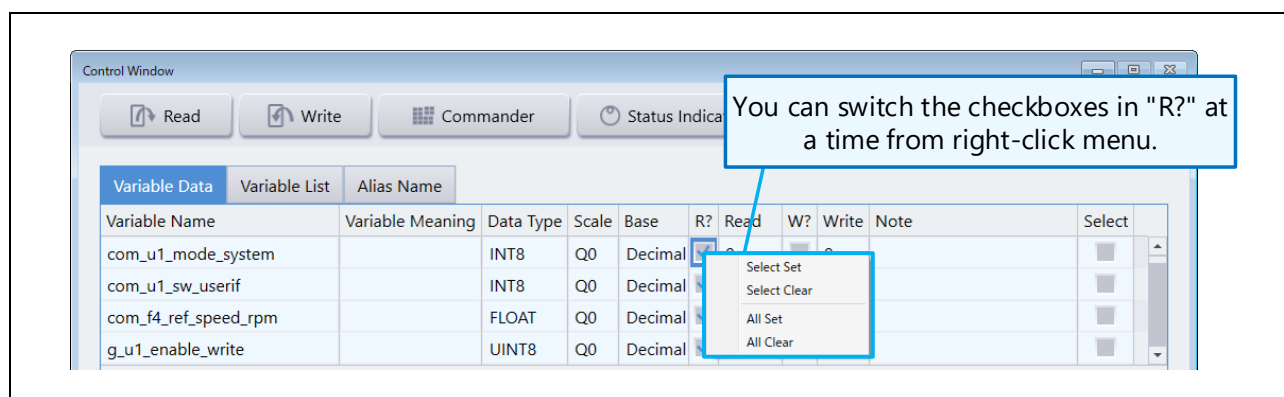 Control Window
Read Write Commander Status Indica
You can switch the checkboxes in "R?" at
a time from right-click menu.
Variable Data Variable List Alias Name
Variable Name Variable Meaning Data Type Scale Base R? Read W? Write Note Select
com_u1_mode_system INT8 Q0 Decimal
com_u1_sw_userif INT8 Q0 Decimal
com_f4_ref_speed_rpm FLOAT Q0 Decimal
g_u1_enable_write UINT8 Q0 Decimal
Select Set
Select Clear
All Set
All Clear